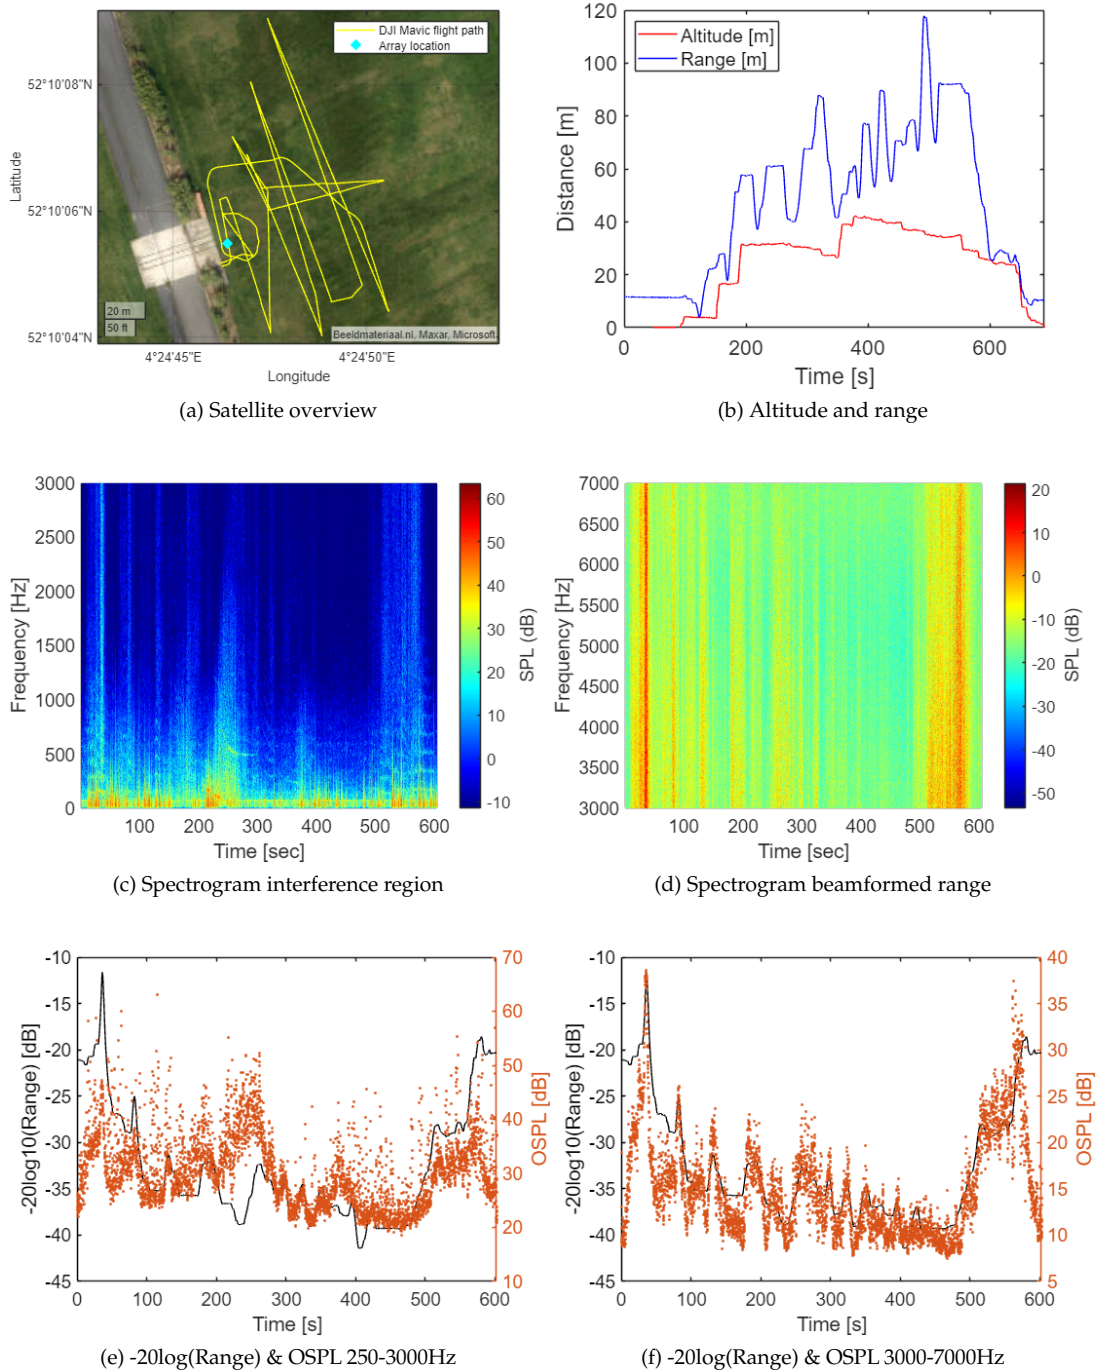 DJI Mavic flight path
Array location
52°10'08"N
52°10'06"N
52°10'04"N
Latitude
20 m
50 ft
Beeldmateriaal.nl, Maxar, Microsoft
4°24'45"E
4°24'50"E
Longitude
(a) Satellite overview
120
100
80
60
40
20
0
Distance [m]
Altitude [m]
Range [m]
0
200
400
600
Time [s]
(b) Altitude and range
3000
2500
2000
1500
1000
500
0
Frequency [Hz]
100
200
300
400
500
600
Time [sec]
60
50
40
30
20
10
0
-10
SPL (dB)
(c) Spectrogram interference region
7000
6500
6000
5500
5000
4500
4000
3500
3000
Frequency [Hz]
100
200
300
400
500
600
Time [sec]
20
10
0
-10
-20
-30
-40
-50
SPL (dB)
(d) Spectrogram beamformed range
-10
-15
-20
-25
-30
-35
-40
-45
-20log10(Range) [dB]
0
100
200
300
400
500
600
Time [s]
70
60
50
40
30
20
10
OSPL [dB]
(e) -20log(Range) & OSPL 250-3000Hz
-10
-15
-20
-25
-30
-35
-40
-45
-20log10(Range) [dB]
0
100
200
300
400
500
600
Time [s]
40
35
30
25
20
15
10
5
OSPL [dB]
(f) -20log(Range) & OSPL 3000-7000Hz